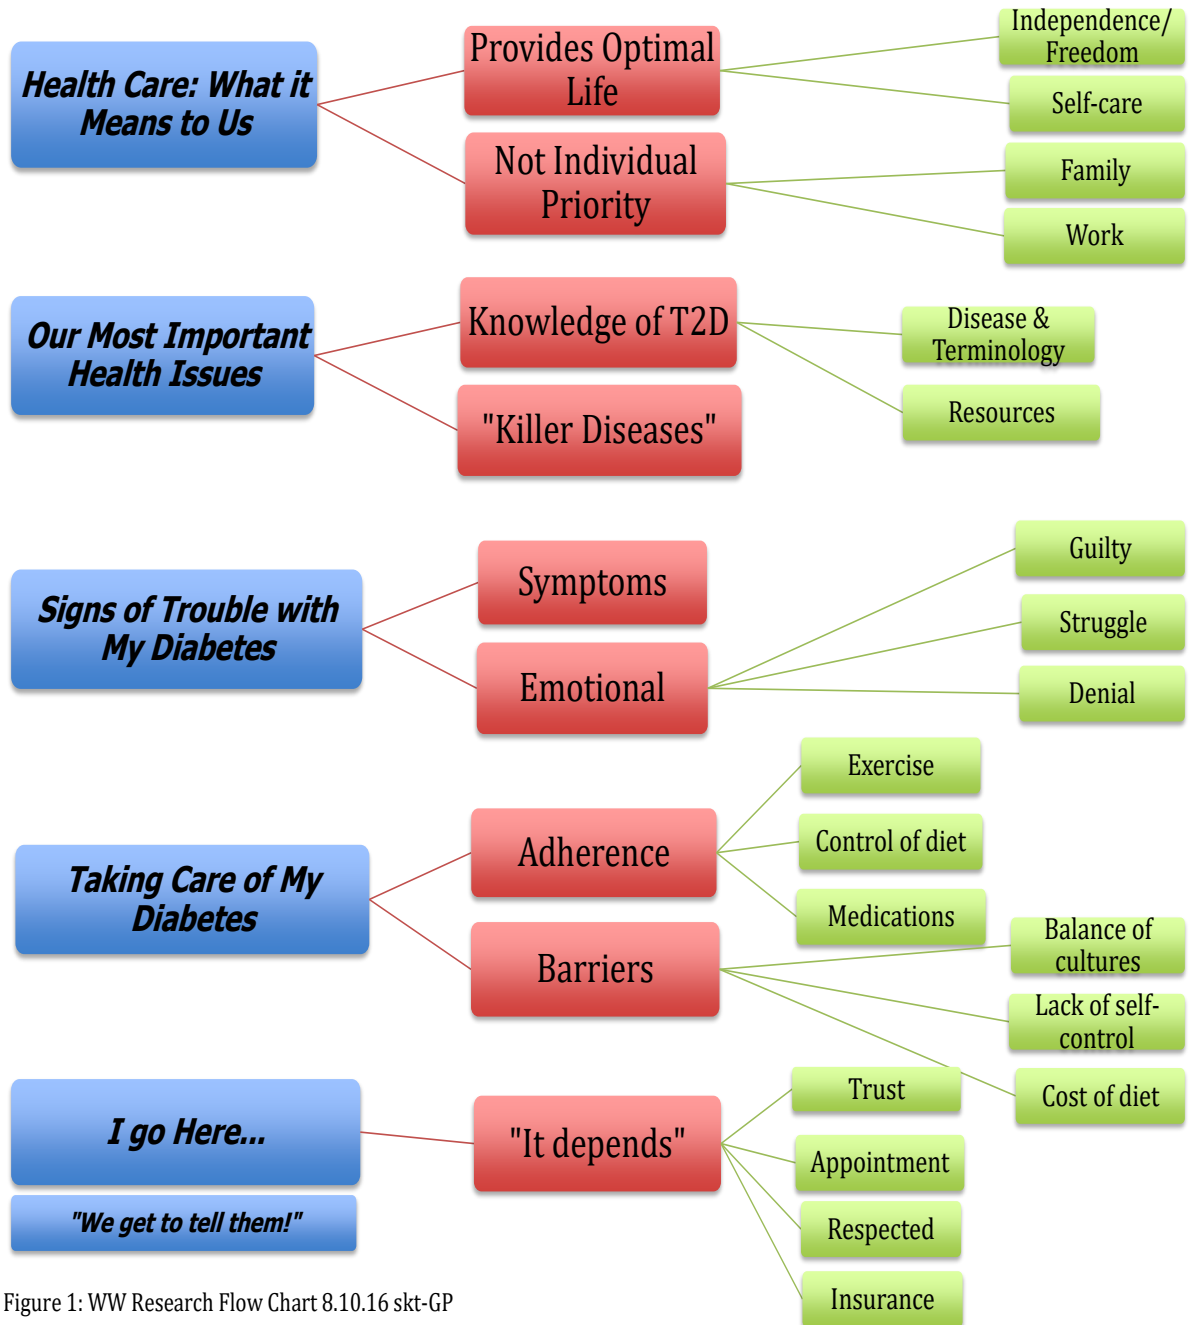 Health Care: What it
Means to Us
Provides Optimal
Life
Independence/
Freedom
Self-care
Not Individual
Priority
Family
Work
Our Most Important
Health Issues
Knowledge of T2D
Disease &
Terminology
Resources
"Killer Diseases"
Signs of Trouble with
My Diabetes
Symptoms
Emotional
Guilty
Struggle
Denial
Taking Care of My
Diabetes
Adherence
Exercise
Control of diet
Medications
Barriers
Balance of
cultures
Lack of self-
control
Cost of diet
I go Here...
"It depends"
Trust
Appointment
Respected
Insurance
"We get to tell them!"
Figure 1: WW Research Flow Chart 8.10.16 skt-GP